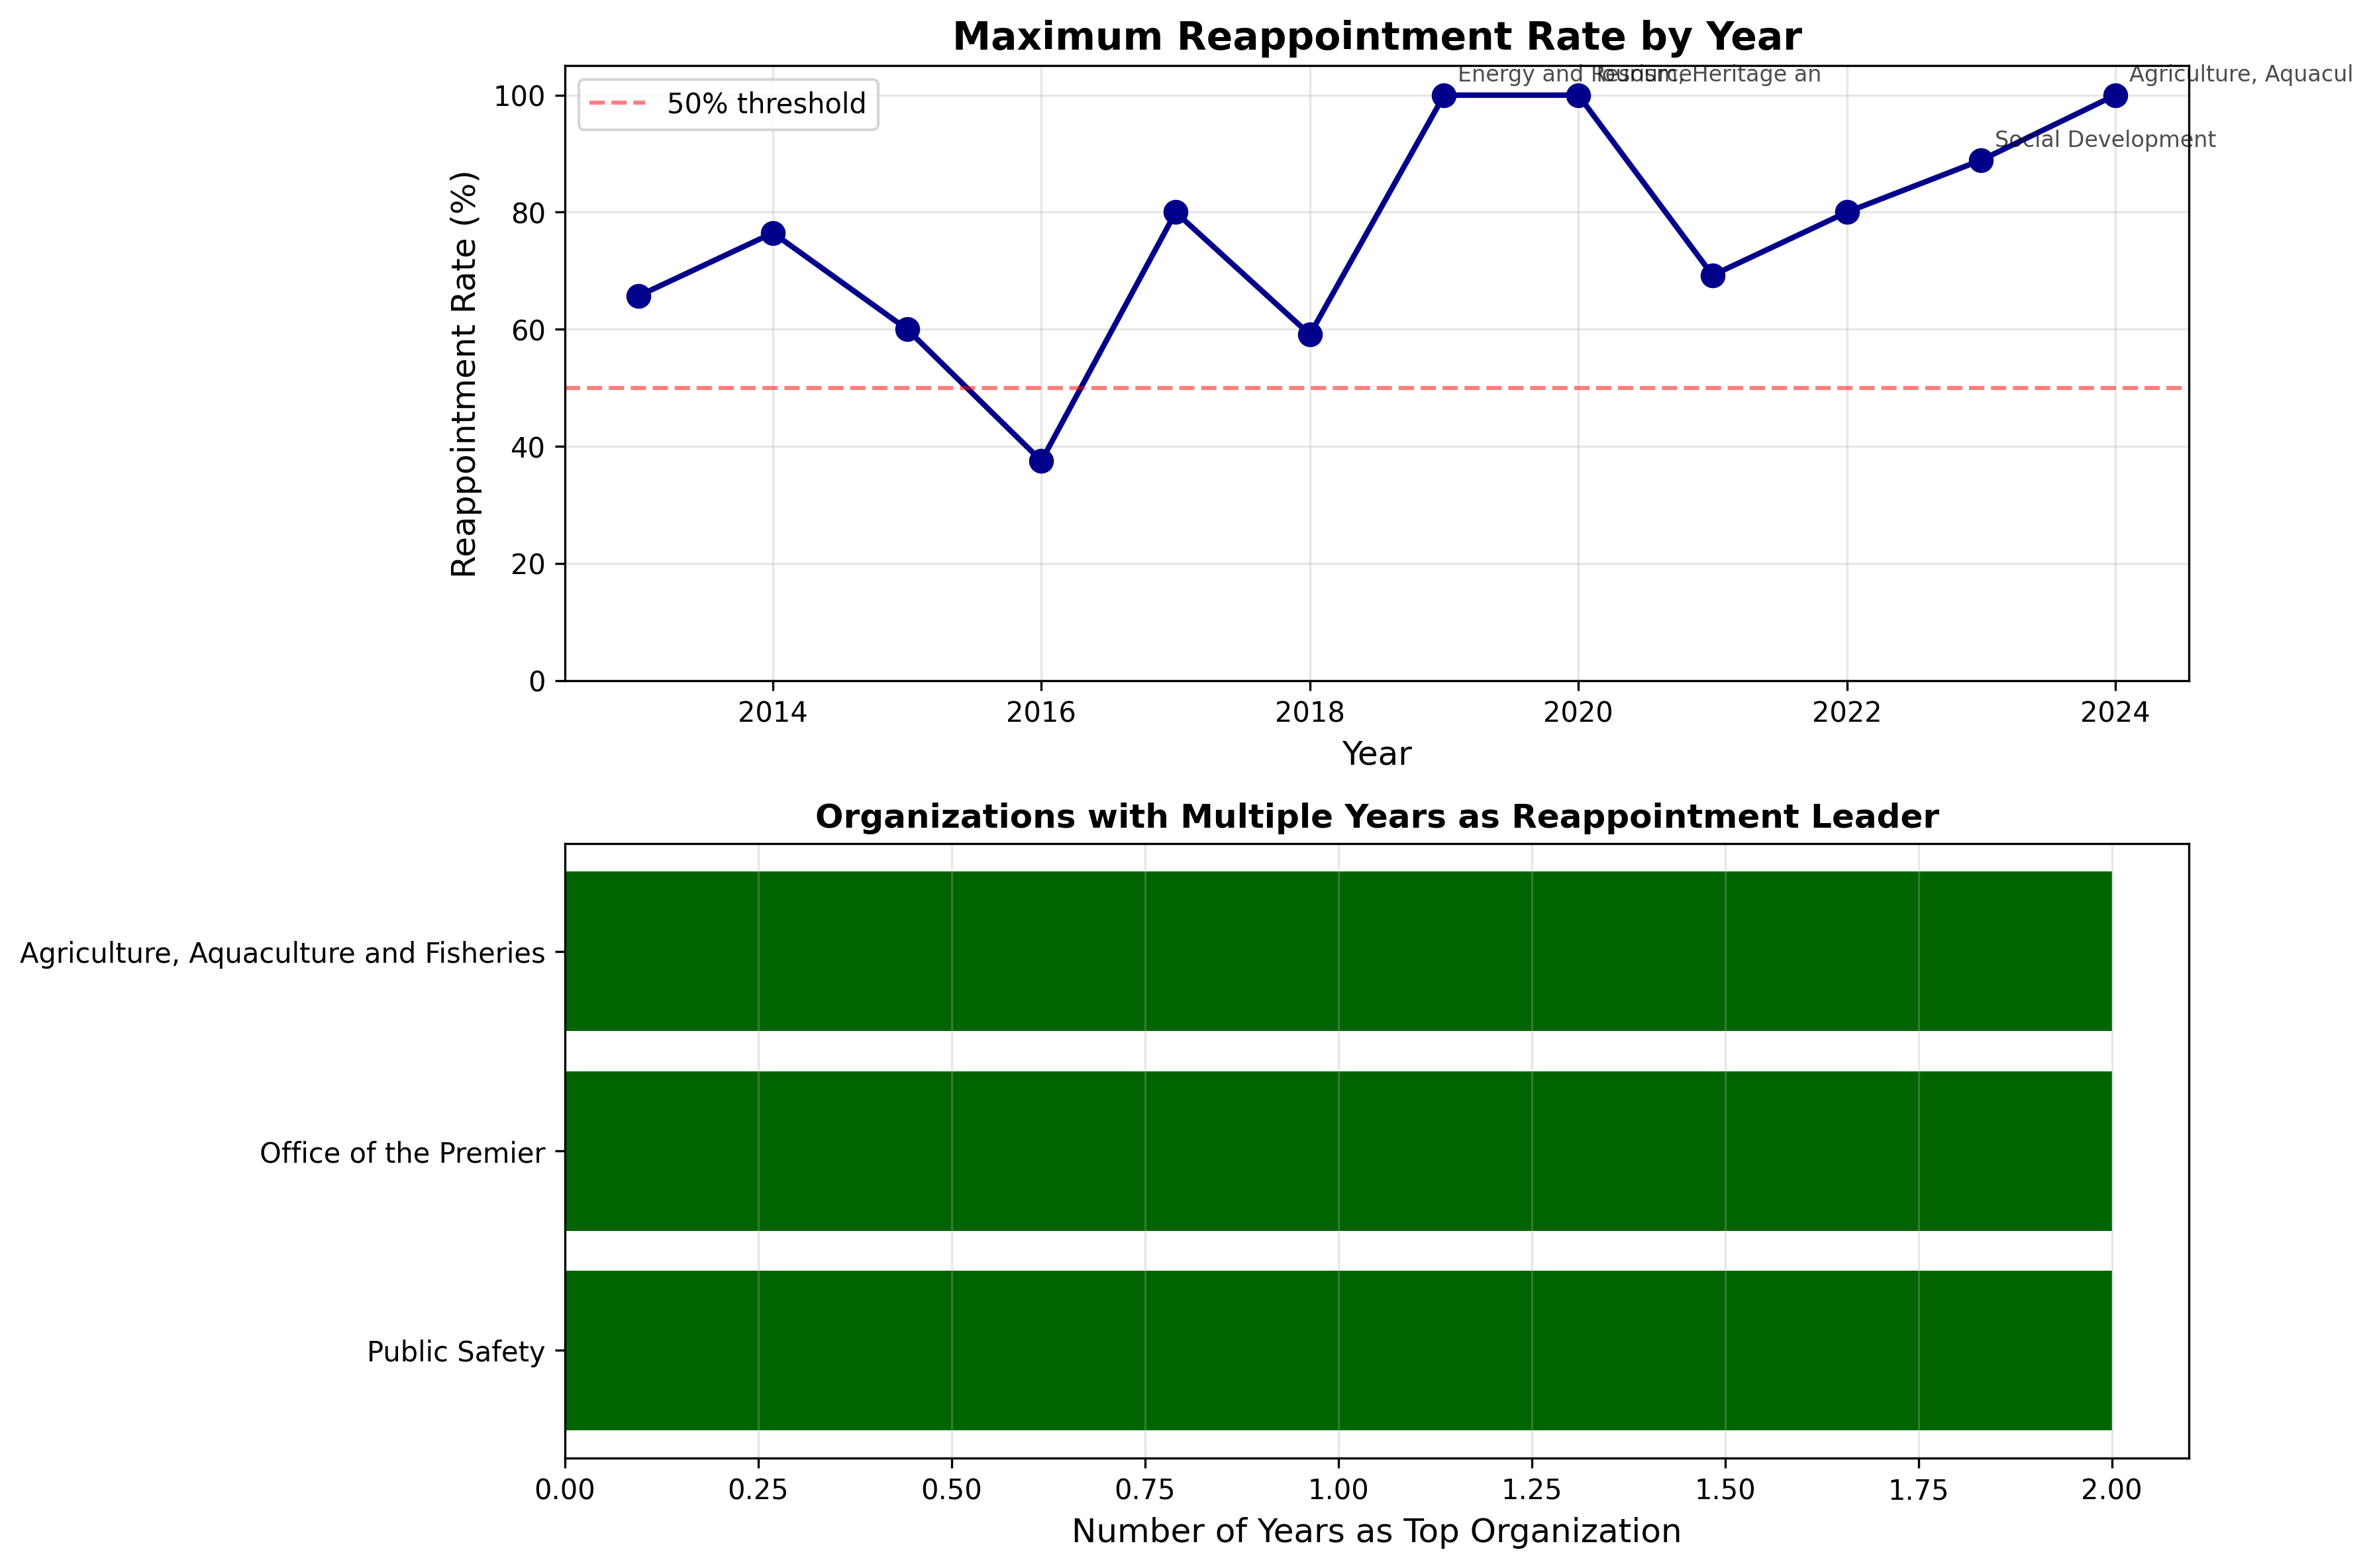 Maximum Reappointment Rate by Year
Energy and Resource
Tourism, Heritage an
Agriculture, Aquacul
Social Development
50% threshold
Reappointment Rate (%)
100
80
60
40
20
0
2014 2016 2018 2020 2022 2024
Year
Organizations with Multiple Years as Reappointment Leader
Agriculture, Aquaculture and Fisheries
Office of the Premier
Public Safety
0.00 0.25 0.50 0.75 1.00 1.25 1.50 1.75 2.00
Number of Years as Top Organization